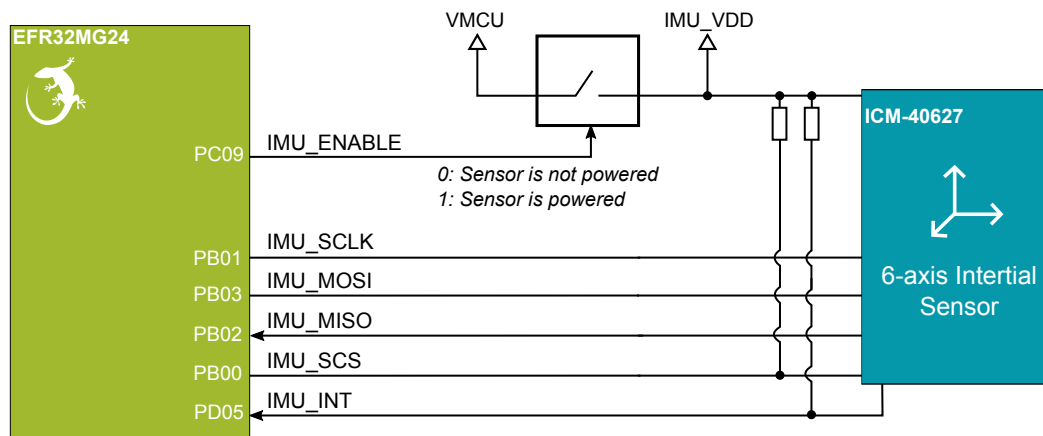 EFR32MG24
VMCU
IMU_VDD
ICM-40627
PC09
IMU_ENABLE
0: Sensor is not powered
1: Sensor is powered
PB01
IMU_SCLK
PB03
IMU_MOSI
6-axis Intertial
Sensor
PB02
IMU_MISO
PB00
IMU_SCS
PD05
IMU_INT